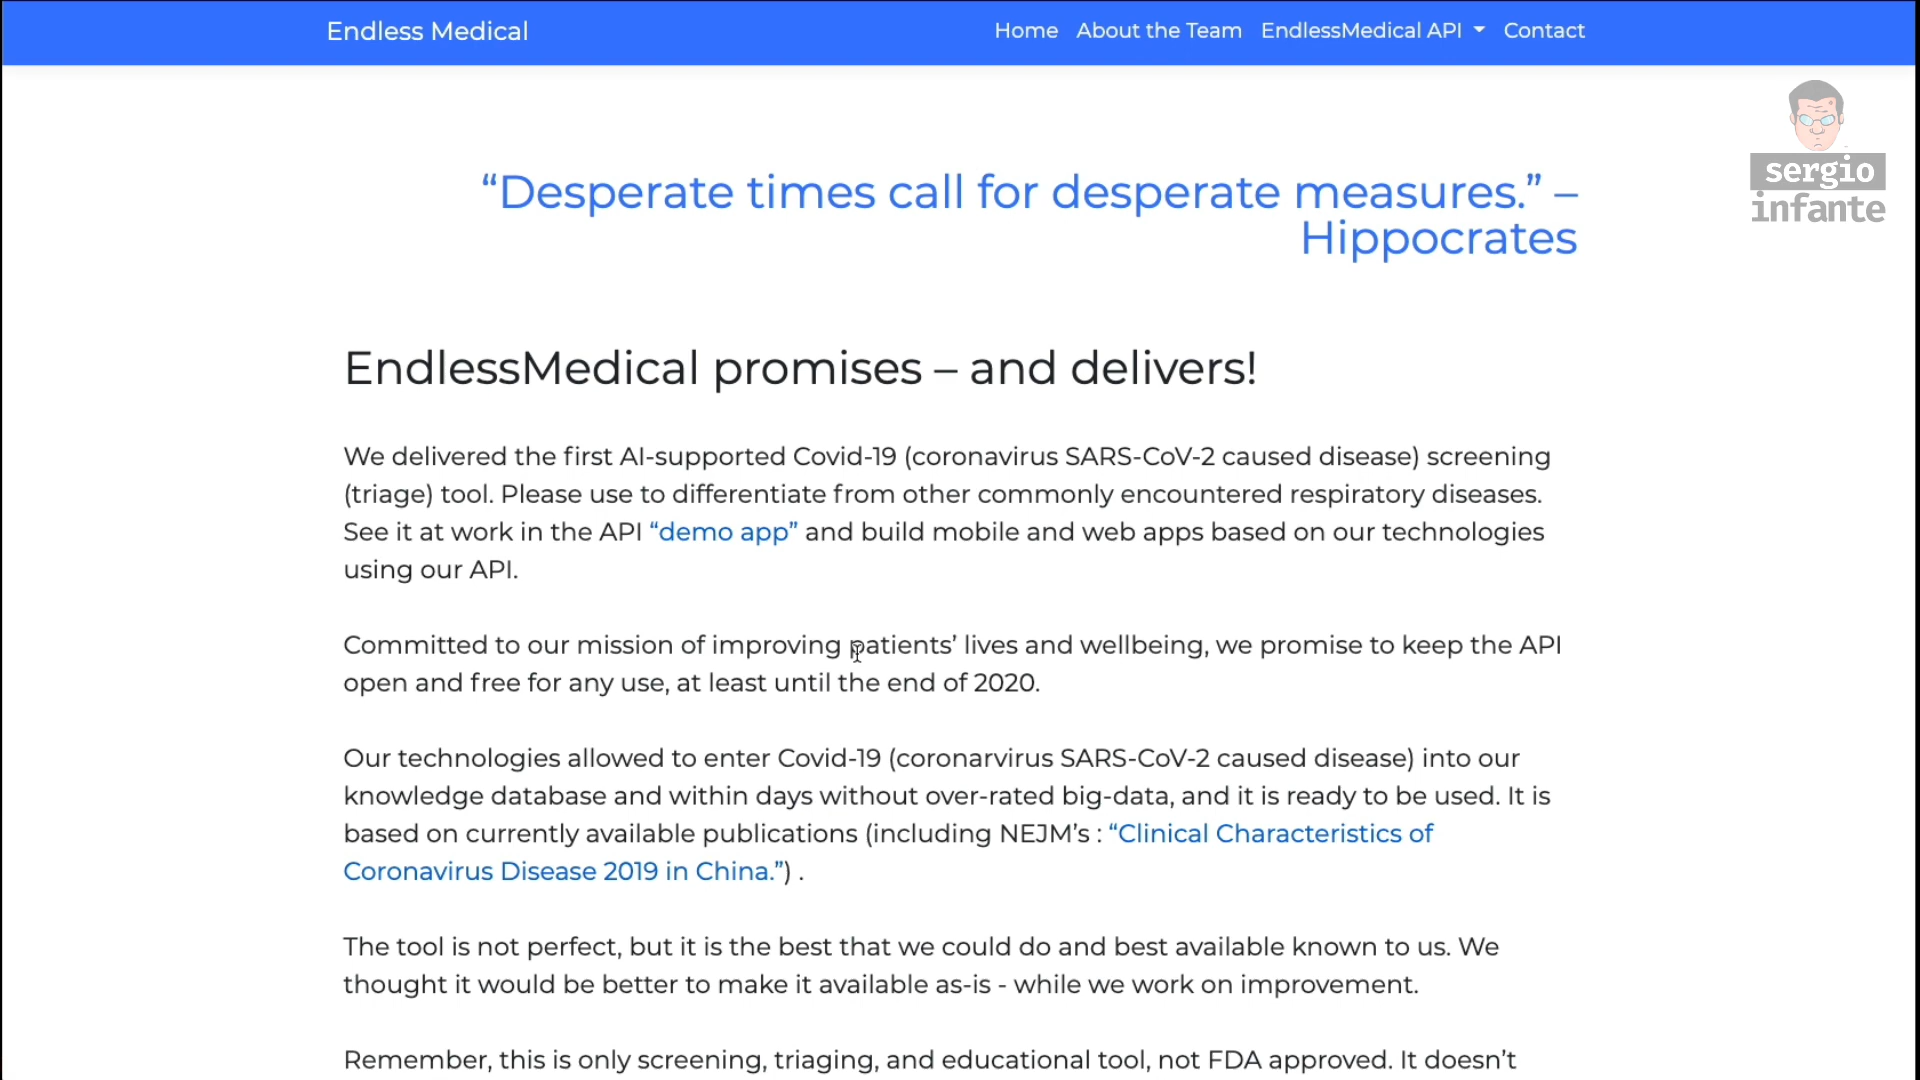 Endless Medical
Home About the Team EndlessMedical API Contact
sergio
infante
“Desperate times call for desperate measures.” –
Hippocrates
EndlessMedical promises – and delivers!
We delivered the first AI-supported Covid-19 (coronavirus SARS-CoV-2 caused disease) screening
(triage) tool. Please use to differentiate from other commonly encountered respiratory diseases.
See it at work in the API “demo app” and build mobile and web apps based on our technologies
using our API.
Committed to our mission of improving patients’ lives and wellbeing, we promise to keep the API
open and free for any use, at least until the end of 2020.
Our technologies allowed to enter Covid-19 (coronarvirus SARS-CoV-2 caused disease) into our
knowledge database and within days without over-rated big-data, and it is ready to be used. It is
based on currently available publications (including NEJM’s : “Clinical Characteristics of
Coronavirus Disease 2019 in China.”) .
The tool is not perfect, but it is the best that we could do and best available known to us. We
thought it would be better to make it available as-is - while we work on improvement.
Remember, this is only screening, triaging, and educational tool, not FDA approved. It doesn’t